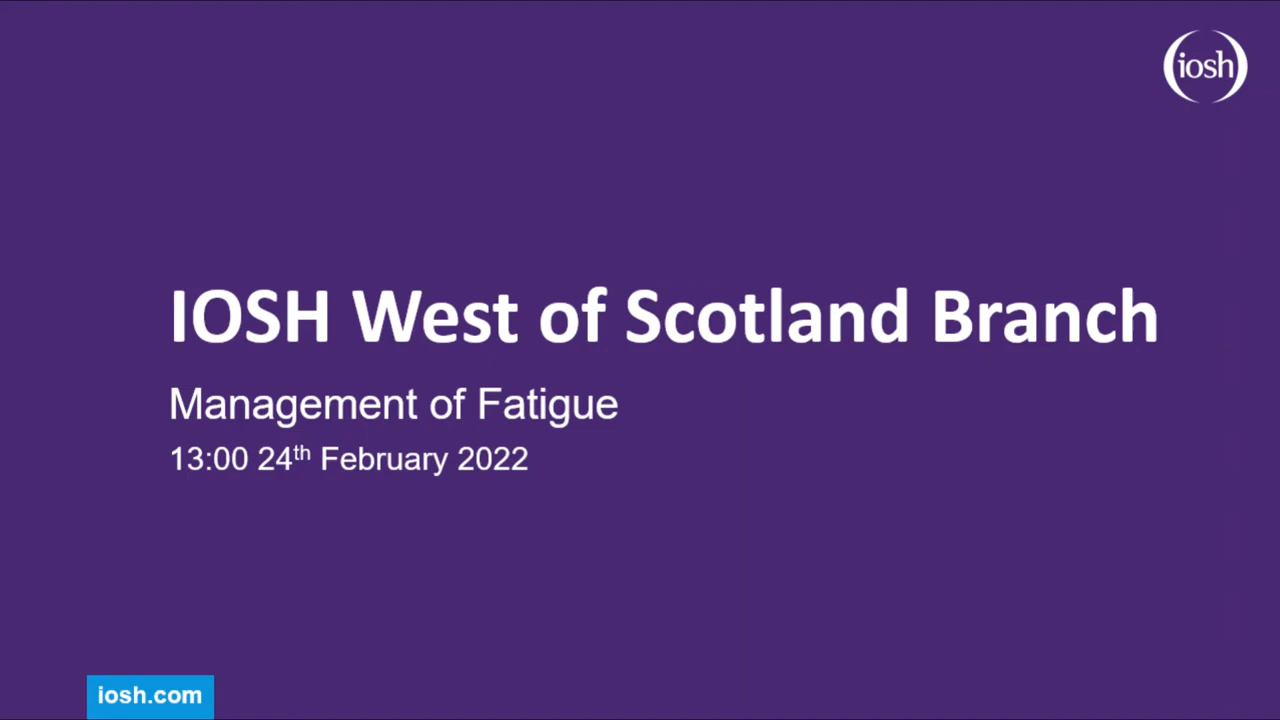 iosh
IOSH West of Scotland Branch
Management of Fatigue
13:00 24th February 2022
iosh.com